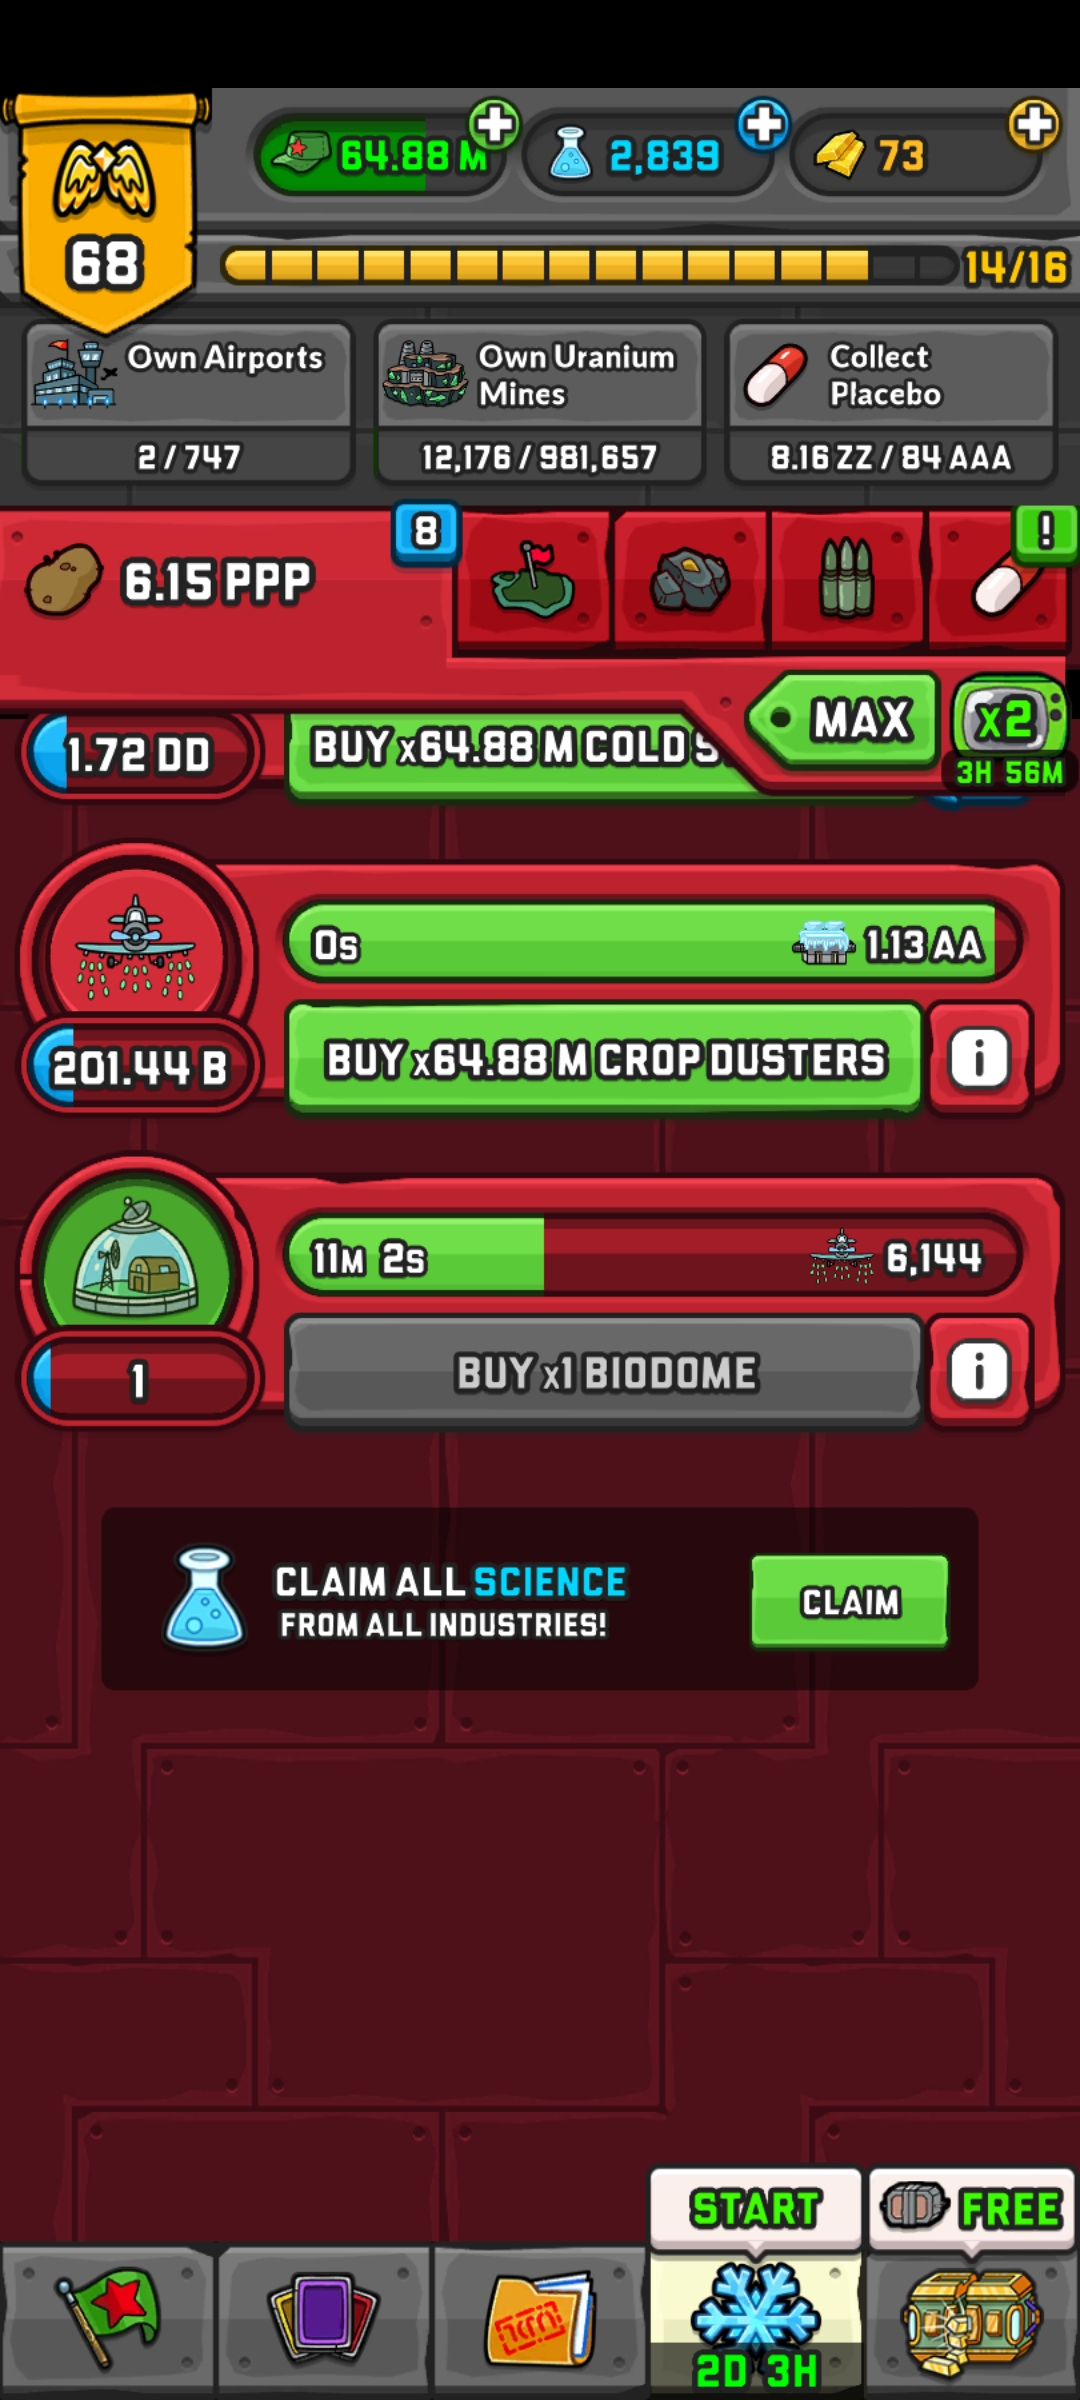 64.88 M
2,839
73
68
14/16
Own Airports
2/747
Own Uranium
Mines
12,176/981,657
Collect
Placebo
8.16 ZZ/84 AAA
6.15 PPP
8
!
MAX
x2
3H 56M
1.72 DD
BUY x64.88 M COLD S
0s
1.13 AA
201.44 B
BUY x64.88 M CROP DUSTERS
i
11M 2s
6,144
1
BUY x1 BIODOME
i
CLAIM ALL SCIENCE
FROM ALL INDUSTRIES!
CLAIM
START
FREE
2D 3H